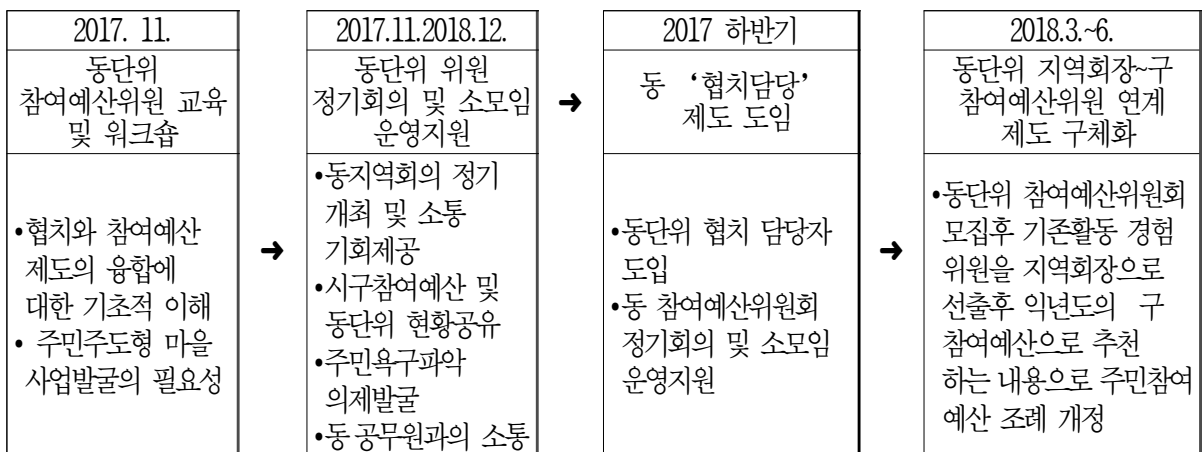 2017. 11.
동단위
참여예산위원 교육
및 워크숍
•협치와 참여예산
제도의 융합에
대한 기초적 이해
• 주민주도형 마을
사업발굴의 필요성
➜
2017.11.2018.12.
동단위 위원
정기회의 및 소모임
운영지원
•동지역회의 정기
개최 및 소통
기회제공
•시구참여예산 및
동단위 현황공유
•주민욕구파악
의제발굴
•동 공무원과의 소통
➜
2017 하반기
동 ‘협치담당’
제도 도임
•동단위 협치 담당자
도입
•동 참여예산위원회
정기회의 및 소모임
운영지원
➜
2018.3.~6.
동단위 지역회장~구
참여예산위원 연계
제도 구체화
•동단위 참여예산위원회
모집후 기존활동 경험
위원을 지역회장으로
선출후 익년도의 구
참여예산으로 추천
하는 내용으로 주민참여
예산 조례 개정